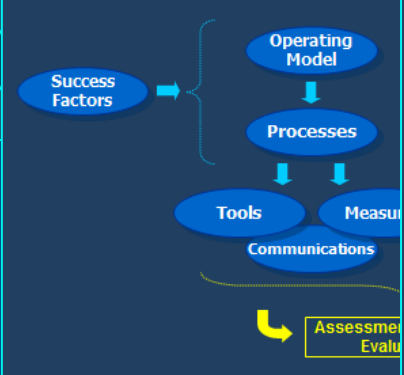 Operating
Model
Success
Factors
Processes
Tools
Communications